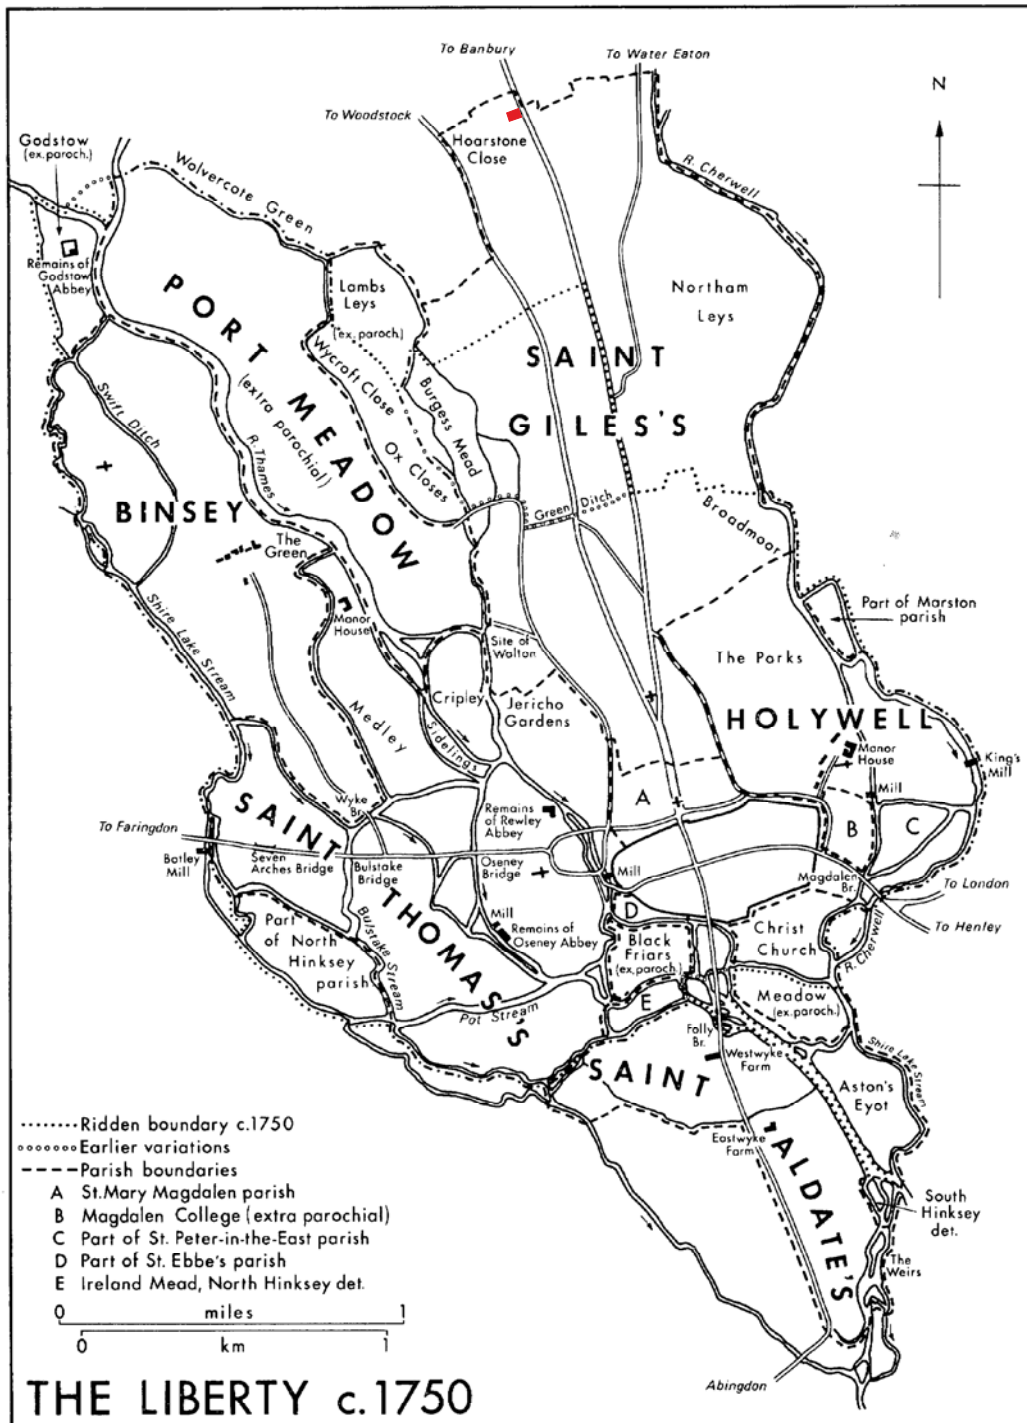 To Banbury
To Water Eaton
To Woodstock
N
Hoarstone
Close
Godstow
(ex. paroch.)
Wolvercote Green
R. Cherwell
Remains of
Godstow
Abbey
Lambs
Leys
(ex. paroch.)
Northam
Leys
PORT MEADOW
(extra parochial)
Wycroft Close
Burgess Mead
Ox Closes
SAINT
GILES'S
Swift Ditch
R. Thames
BINSEY
The
Green
Green Ditch
Broadmoor
Manor
House
Part of Marston
parish
Shire Lake Stream
Site of
Walton
The Parks
Cripley
Jericho
Gardens
Medley
Sidelings
HOLYWELL
Manor
House
King's
Mill
Mill
SAINT
THOMAS'S
Wyke
Br.
Remains
of Rewley
Abbey
A
B
C
To Faringdon
Botley
Mill
Seven
Arches Bridge
Bulstake
Bridge
Oseney
Bridge
Mill
Magdalen
Br.
To London
To Henley
D
Part
of North
Hinksey
parish
Bulstake Stream
Mill
Remains of
Oseney Abbey
Black
Friars
(ex. paroch.)
Christ
Church
R. Cherwell
E
Meadow
(ex. paroch.)
Pot Stream
Folly
Br.
Westwyke
Farm
SAINT
'ALDATE'S
Shire Lake Stream
Aston's
Eyot
Eastwyke
Farm
South
Hinksey
det.
The
Weirs
Abingdon
Ridden boundary c.1750
Earlier variations
Parish boundaries
A St. Mary Magdalen parish
B Magdalen College (extra parochial)
C Part of St. Peter-in-the-East parish
D Part of St. Ebbe's parish
E Ireland Mead, North Hinksey det.
0 miles 1
0 km 1
THE LIBERTY c.1750